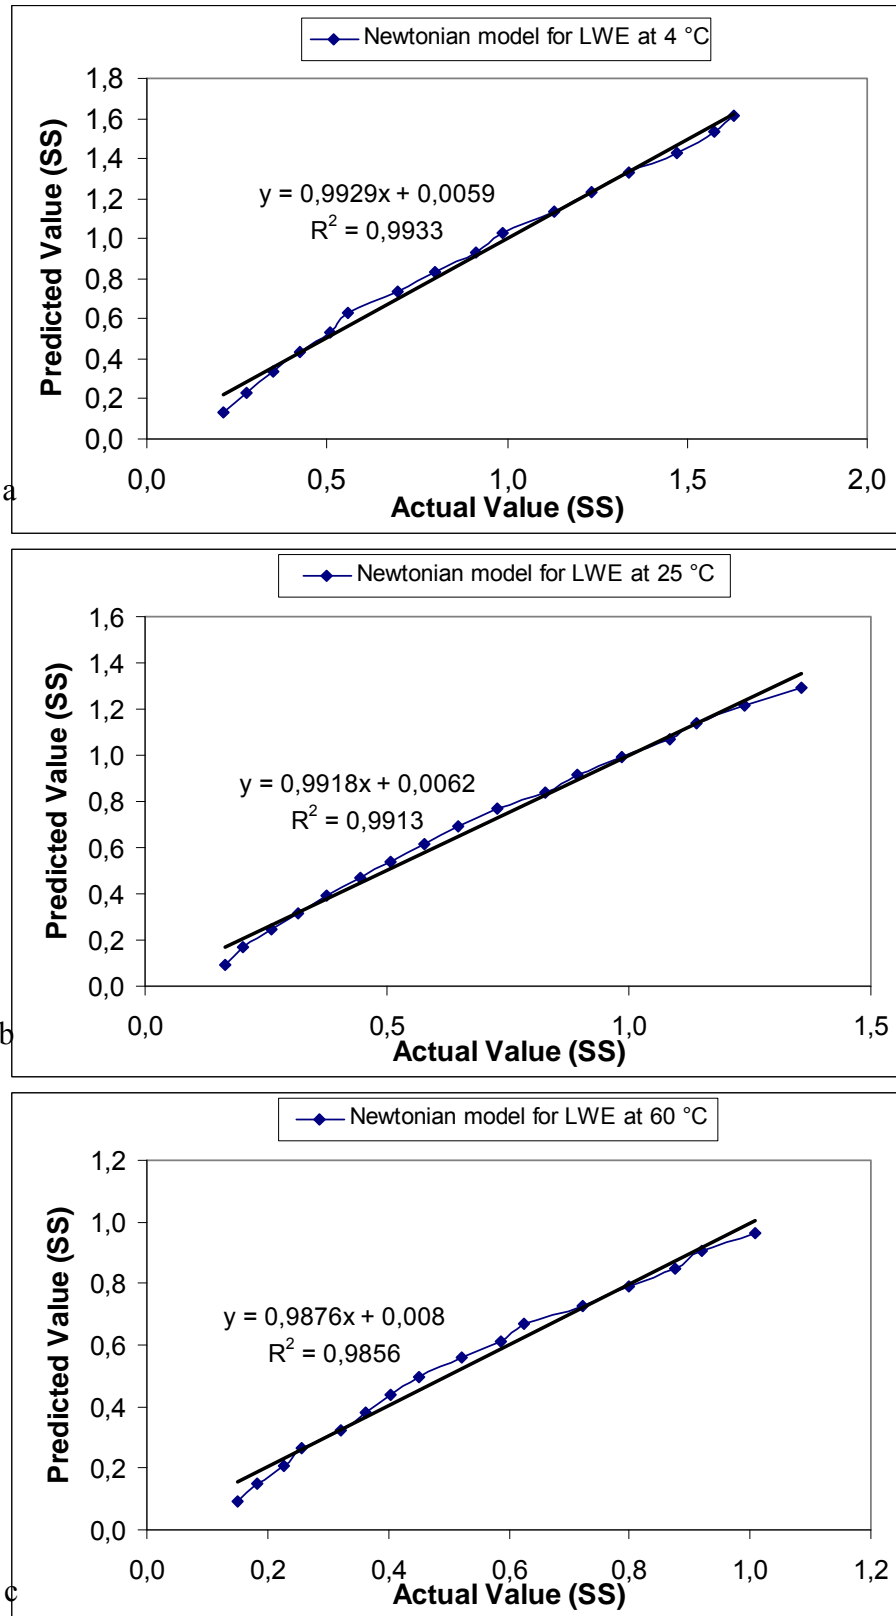 Newtonian model for LWE at 4 °C
1,8
1,6
1,4
1,2
1,0
0,8
0,6
0,4
0,2
0,0
Predicted Value (SS)
y = 0,9929x + 0,0059
R² = 0,9933
0,0 0,5 1,0 1,5 2,0
Actual Value (SS)
a
Newtonian model for LWE at 25 °C
1,6
1,4
1,2
1,0
0,8
0,6
0,4
0,2
0,0
Predicted Value (SS)
y = 0,9918x + 0,0062
R² = 0,9913
0,0 0,5 1,0 1,5
Actual Value (SS)
b
Newtonian model for LWE at 60 °C
1,2
1,0
0,8
0,6
0,4
0,2
0,0
Predicted Value (SS)
y = 0,9876x + 0,008
R² = 0,9856
0,0 0,2 0,4 0,6 0,8 1,0 1,2
Actual Value (SS)
c